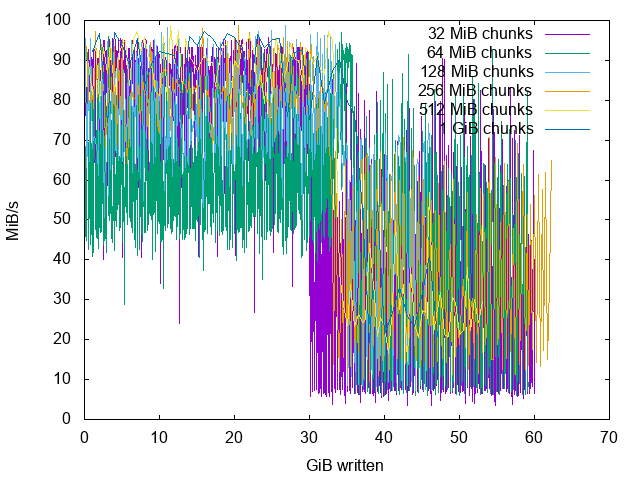 100
90
80
70
60
50
40
30
20
10
0
MiB/s
32 MiB chunks
64 MiB chunks
128 MiB chunks
256 MiB chunks
512 MiB chunks
1 GiB chunks
0 10 20 30 40 50 60 70
GiB written